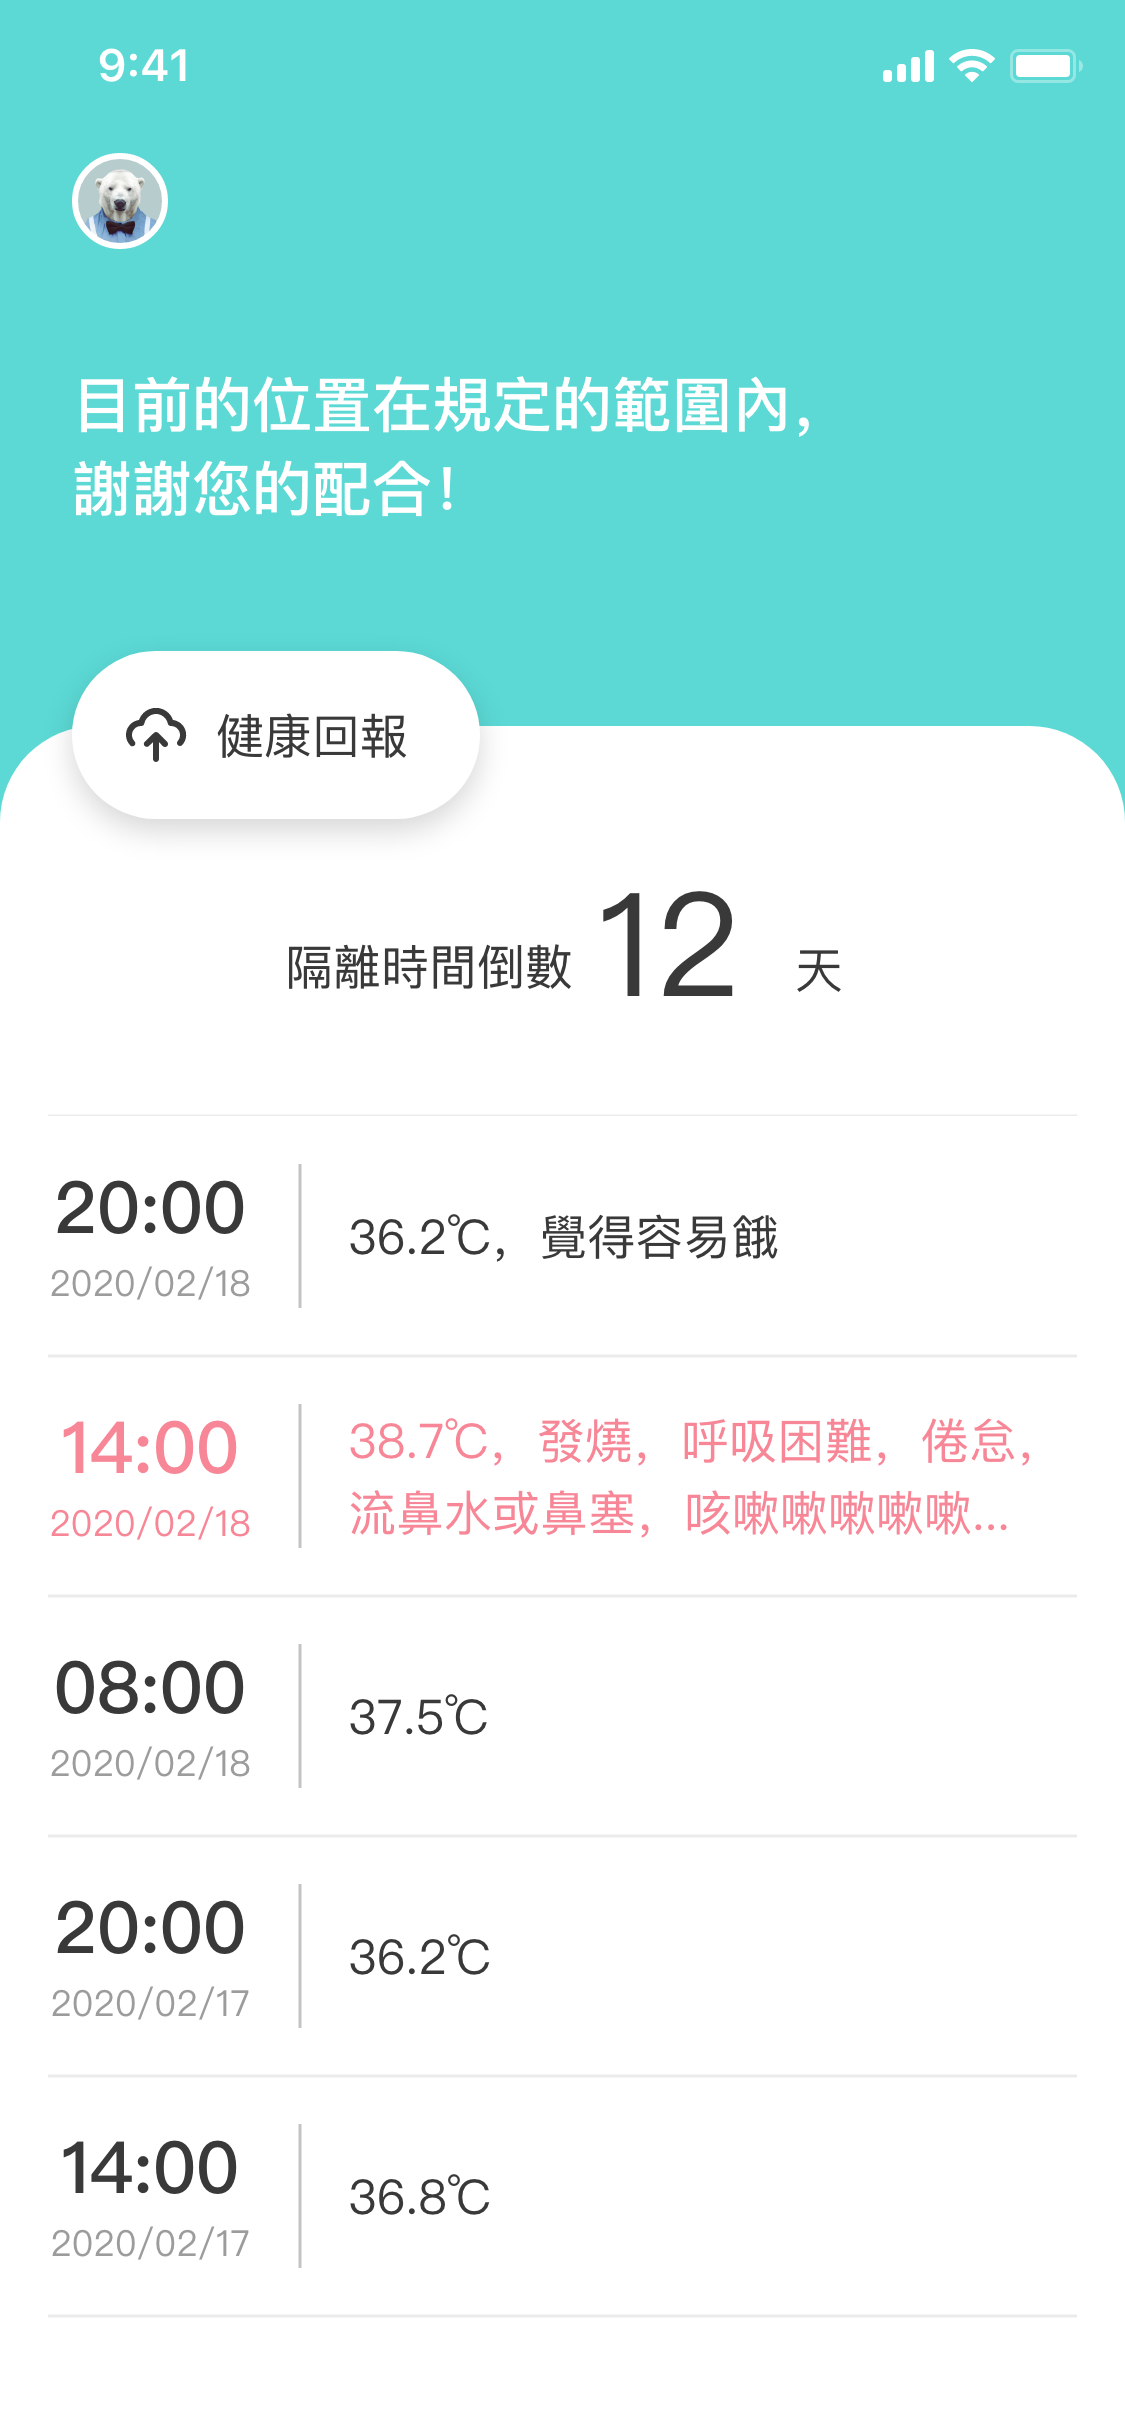 9:41
目前的位置在規定的範圍內，
謝謝您的配合！
健康回報
隔離時間倒數 12 天
20:00
2020/02/18
36.2℃，覺得容易餓
14:00
2020/02/18
38.7℃，發燒，呼吸困難，倦怠，
流鼻水或鼻塞，咳嗽嗽嗽嗽嗽...
08:00
2020/02/18
37.5℃
20:00
2020/02/17
36.2℃
14:00
2020/02/17
36.8℃